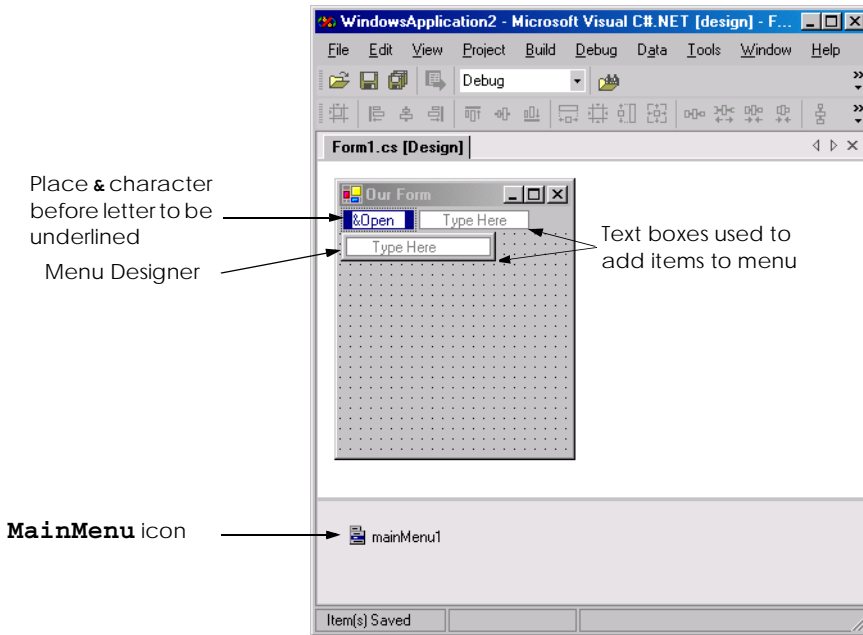 WindowsApplication2 - Microsoft Visual C#.NET [design] - F...
File Edit View Project Build Debug Data Tools Window Help
Debug
Form1.cs [Design]
Our Form
&Open Type Here
Type Here
Place & character
before letter to be
underlined
Menu Designer
Text boxes used to
add items to menu
MainMenu icon
mainMenu1
Item(s) Saved